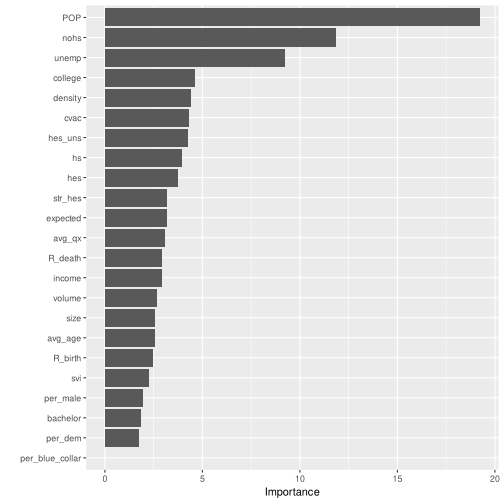 POP
nohs
unemp
college
density
cvac
hes_uns
hs
hes
str_hes
expected
avg_qx
R_death
income
volume
size
avg_age
R_birth
svi
per_male
bachelor
per_dem
per_blue_collar
0 5 10 15 20
Importance